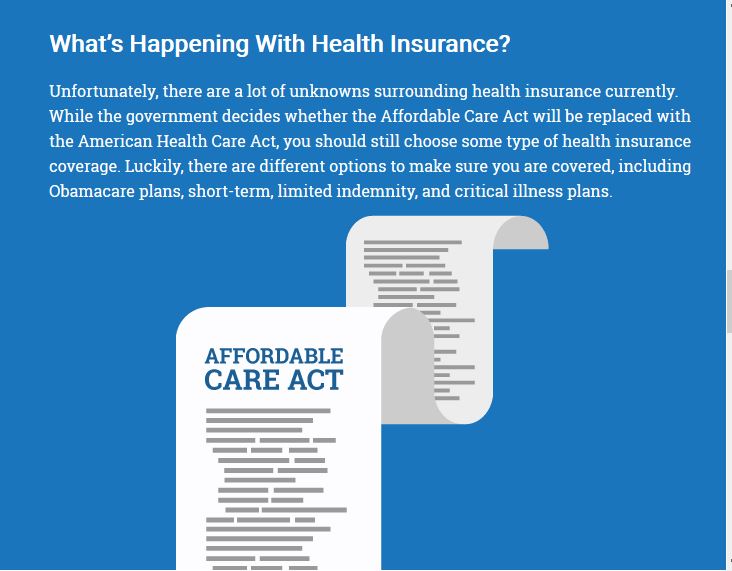 What’s Happening With Health Insurance?
Unfortunately, there are a lot of unknowns surrounding health insurance currently.
While the government decides whether the Affordable Care Act will be replaced with
the American Health Care Act, you should still choose some type of health insurance
coverage. Luckily, there are different options to make sure you are covered, including
Obamacare plans, short-term, limited indemnity, and critical illness plans.
AFFORDABLE
CARE ACT